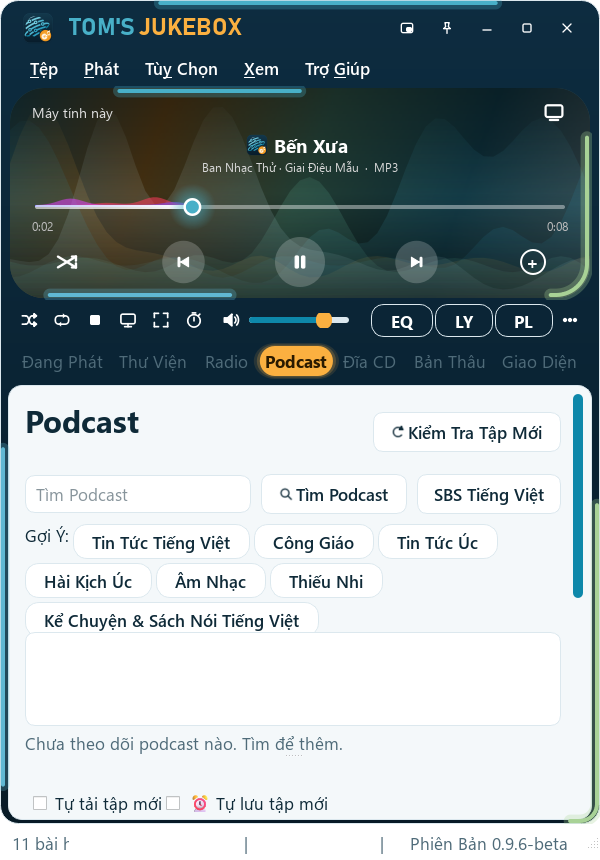 TOM'S JUKEBOX
Tệp Phát Tùy Chọn Xem Trợ Giúp
Máy tính này
Bến Xưa
Ban Nhạc Thử · Giai Điệu Mẫu · MP3
0:02 0:08
EQ LY PL
Đang Phát Thư Viện Radio Podcast Đĩa CD Bản Thâu Giao Diện
Podcast
Kiểm Tra Tập Mới
Tìm Podcast Tìm Podcast SBS Tiếng Việt
Gợi Ý: Tin Tức Tiếng Việt Công Giáo Tin Tức Úc
Hài Kịch Úc Âm Nhạc Thiếu Nhi
Kể Chuyện & Sách Nói Tiếng Việt
Chưa theo dõi podcast nào. Tìm để thêm.
Tự tải tập mới Tự lưu tập mới
11 bài | | Phiên Bản 0.9.6-beta